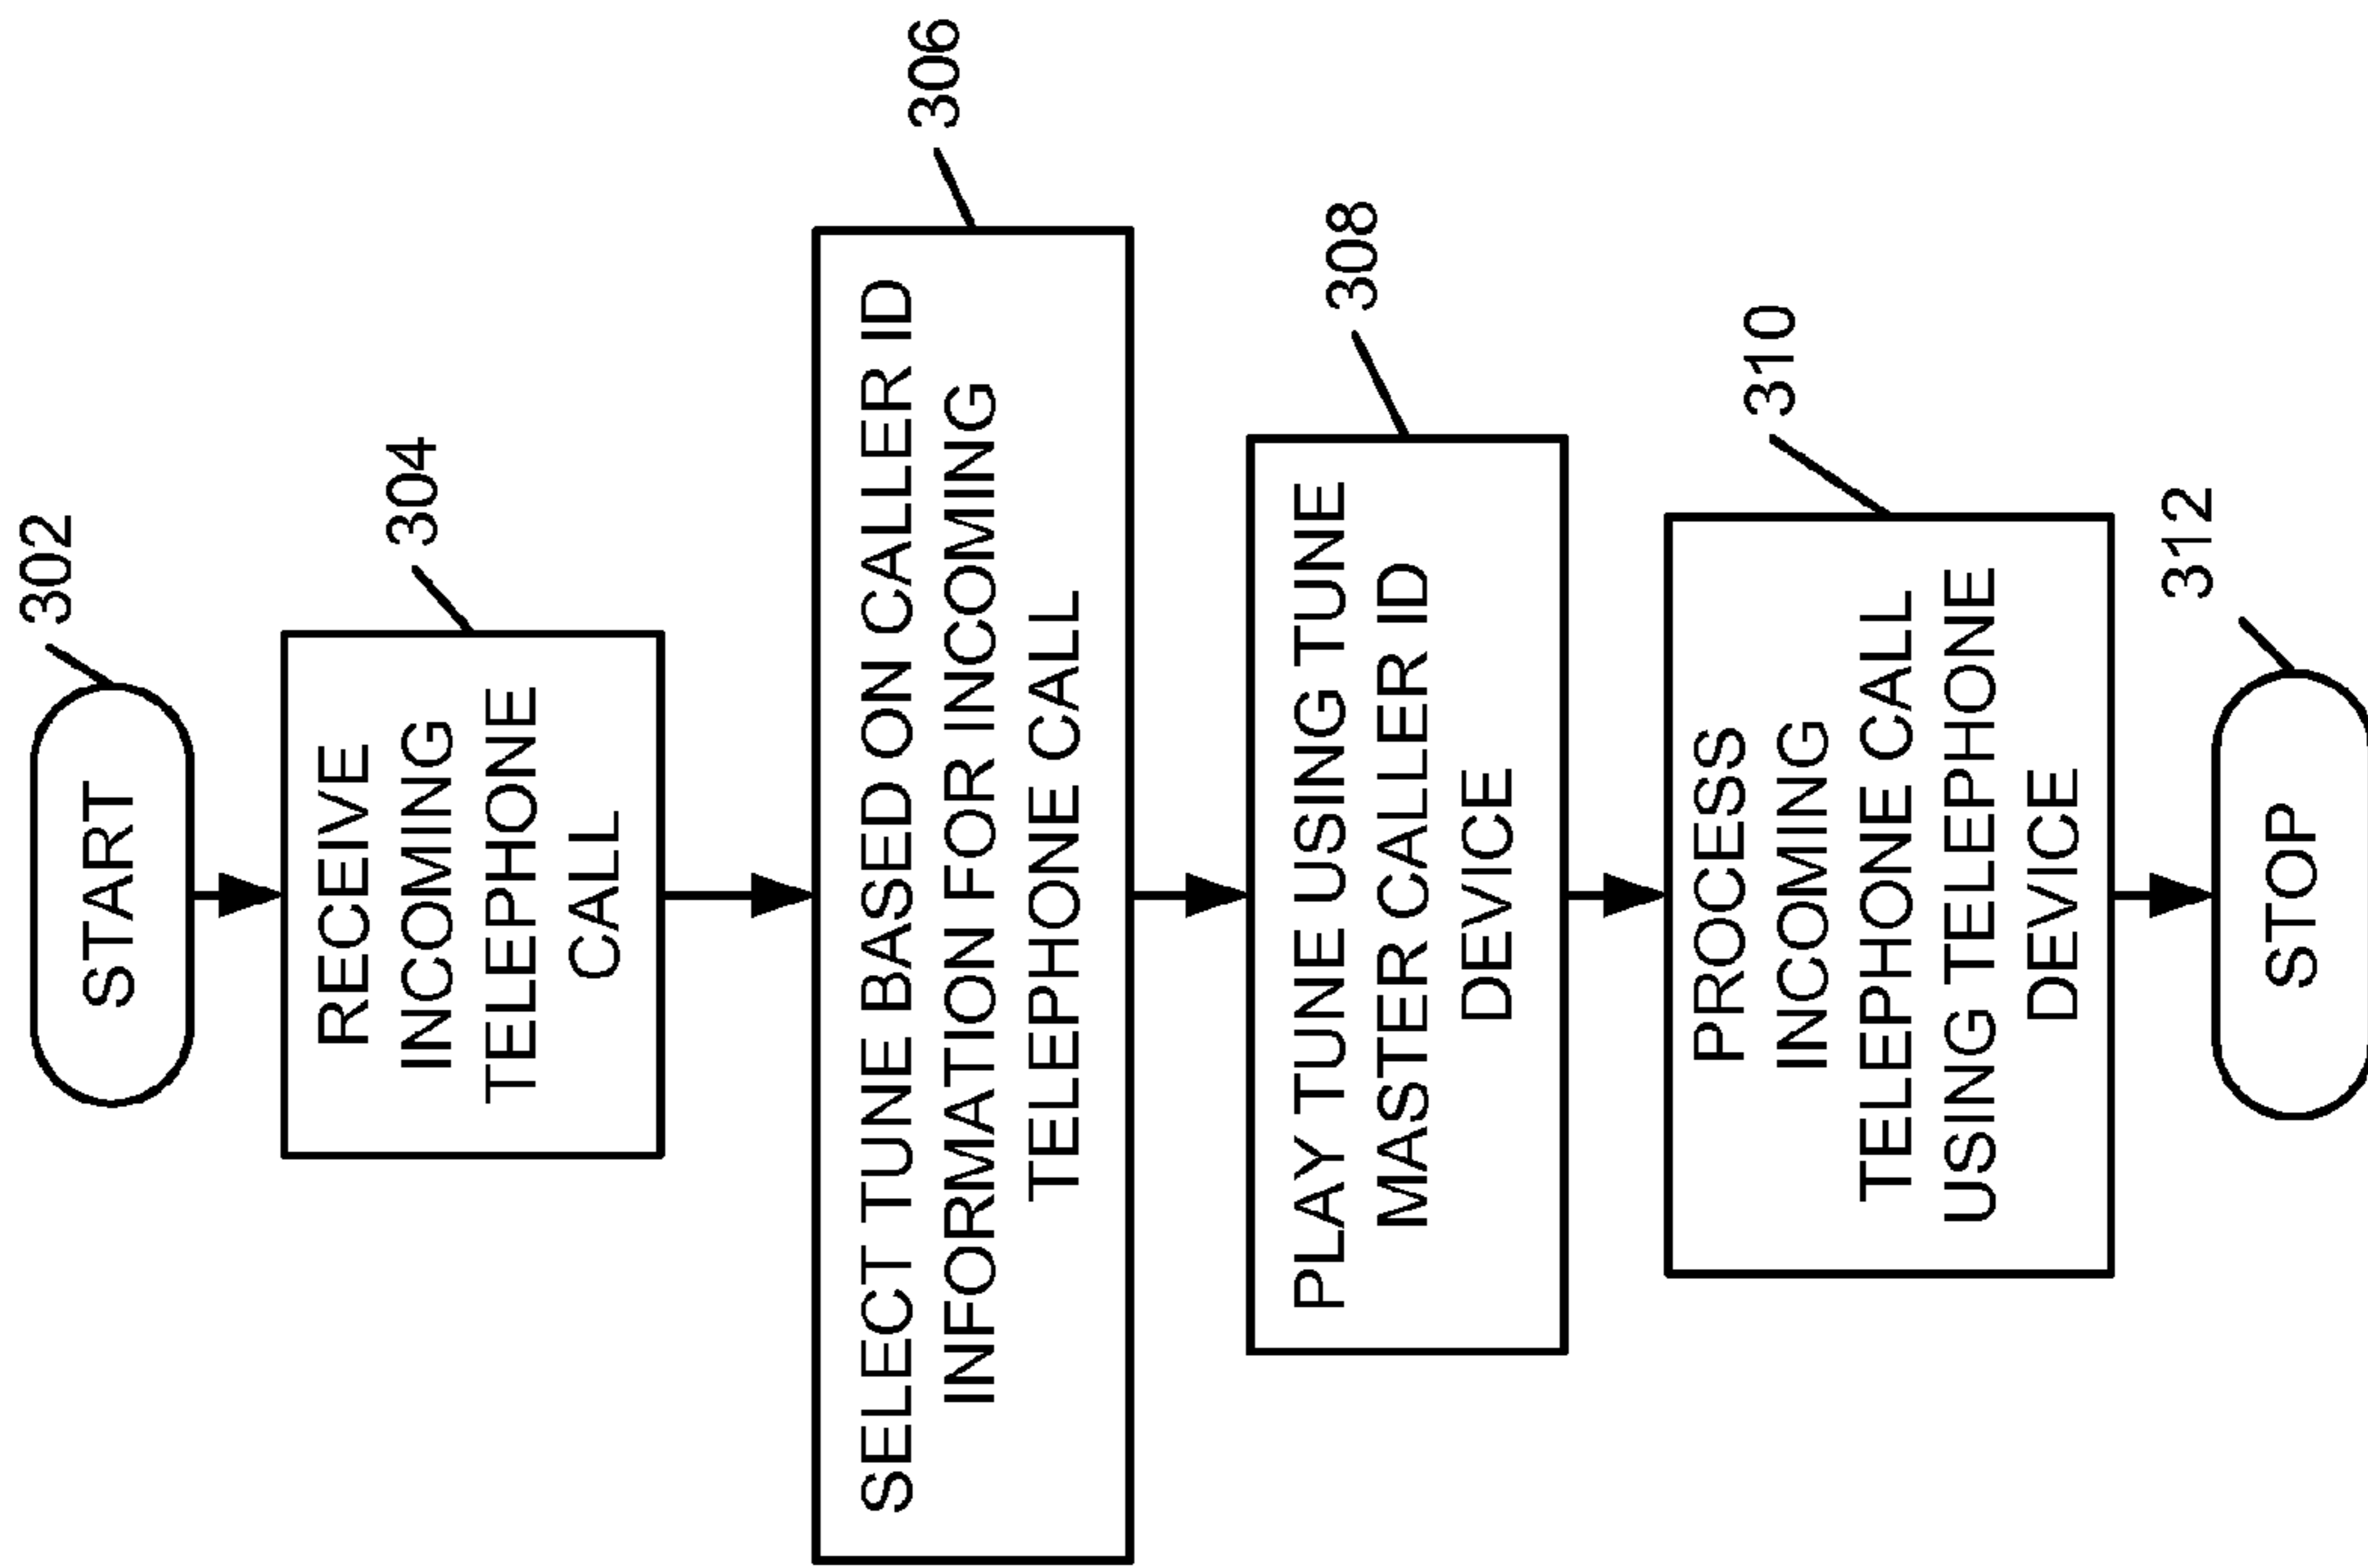 302
START
304
RECEIVE
INCOMING
TELEPHONE
CALL
306
SELECT TUNE BASED ON CALLER ID
INFORMATION FOR INCOMING
TELEPHONE CALL
308
PLAY TUNE USING TUNE
MASTER CALLER ID
DEVICE
310
PROCESS
INCOMING
TELEPHONE CALL
USING TELEPHONE
DEVICE
312
STOP